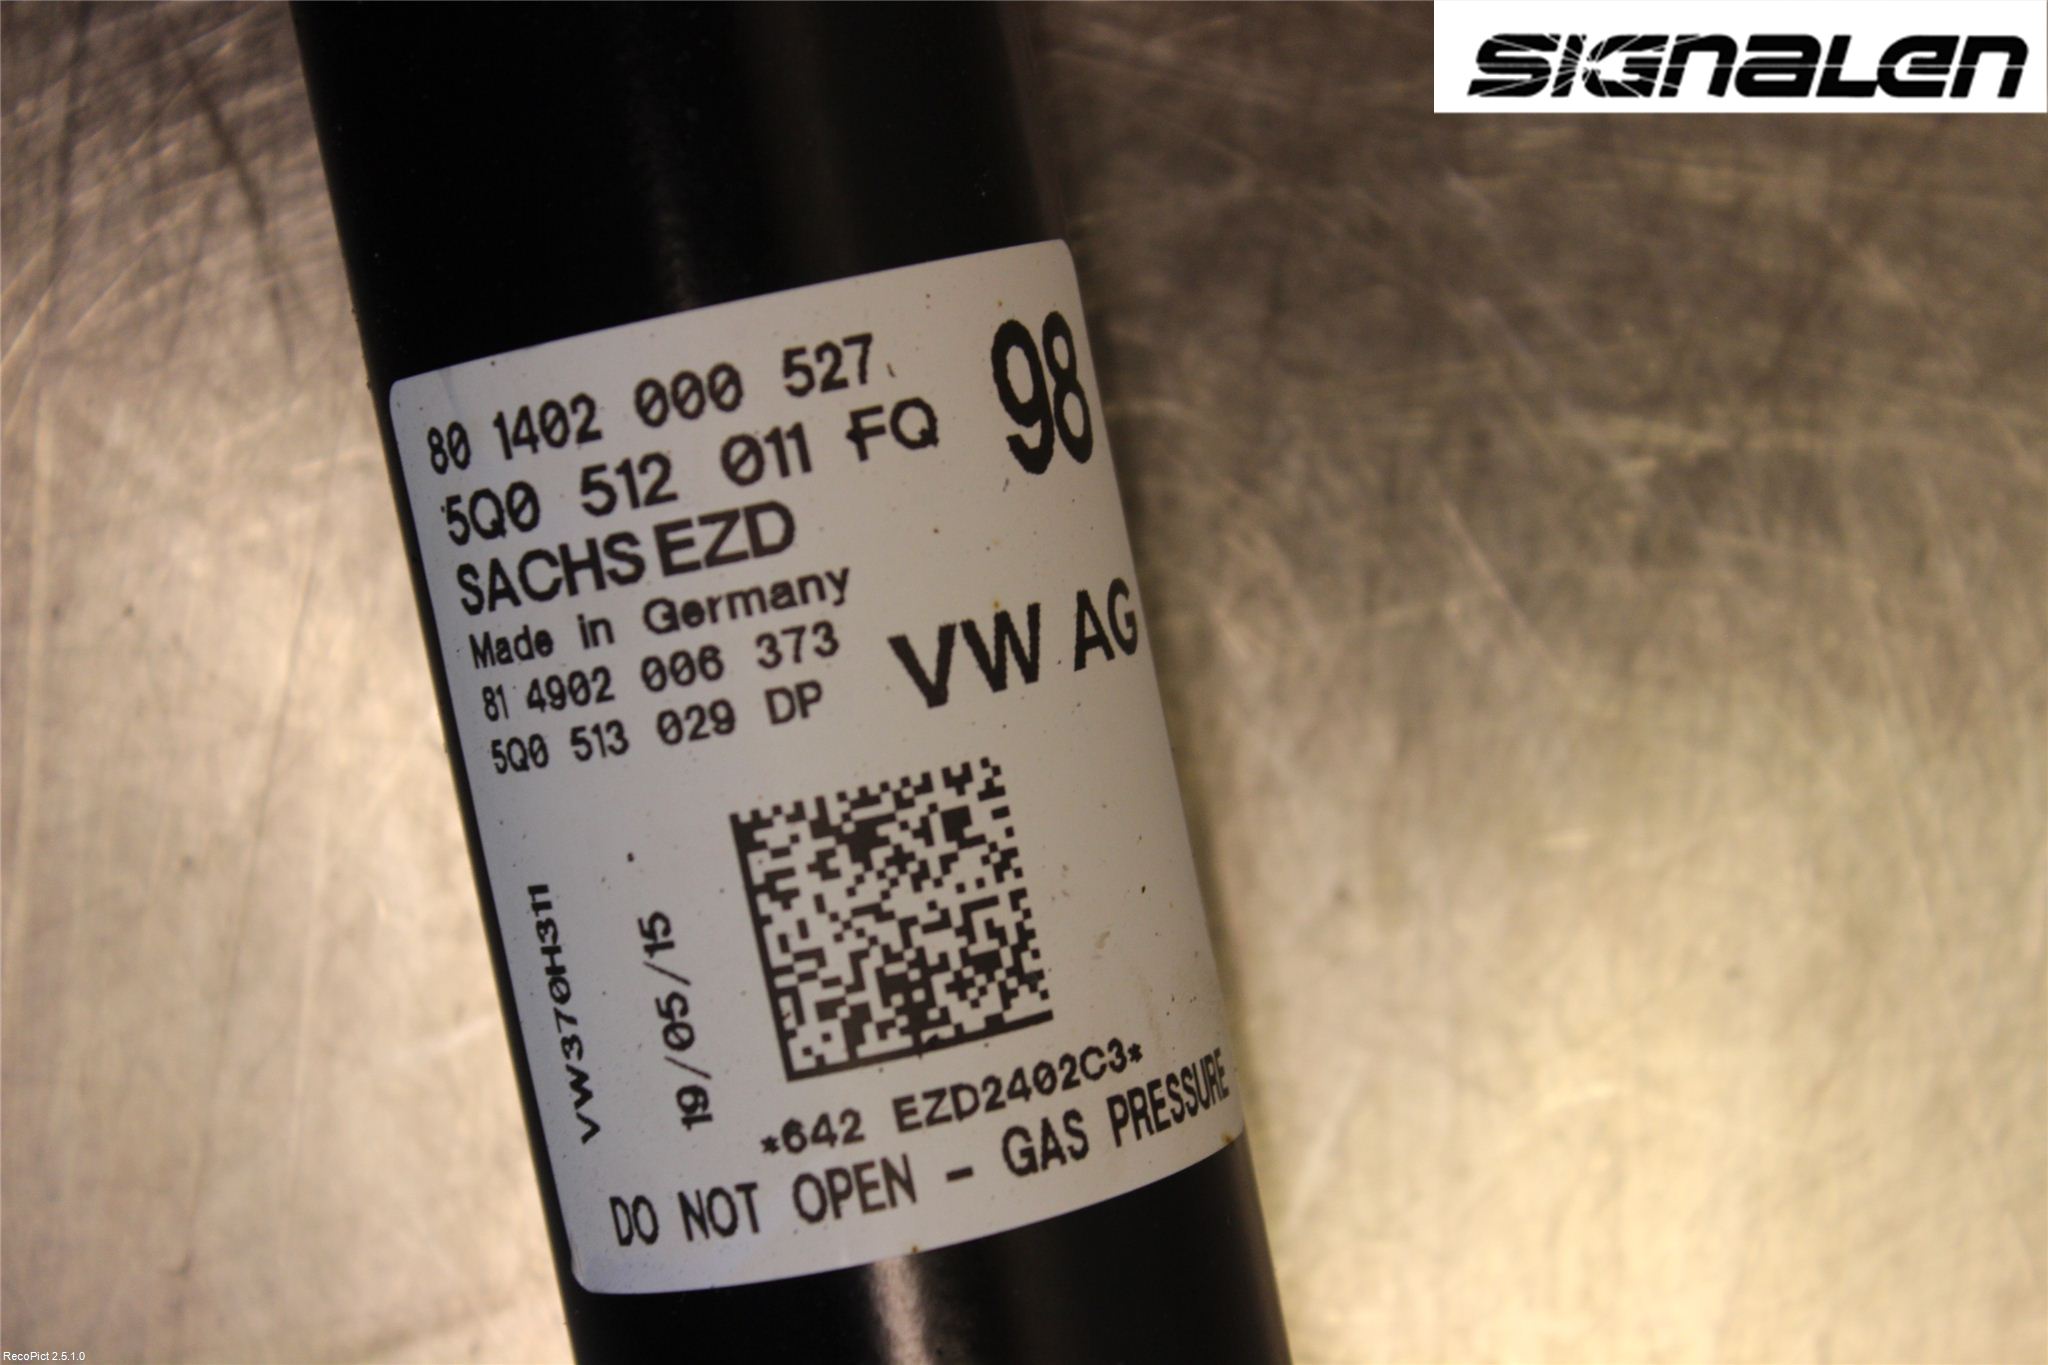 SIGNALEN
80 1402 000 527
98
5Q0 512 011 FQ
SACHS EZD
Made in Germany
81 4902 006 373
5Q0 513 029 DP
VW AG
VW370H311
19/05/15
*642 EZD2402C3*
DO NOT OPEN - GAS PRESSURE
RecoPict 2.5.1.0